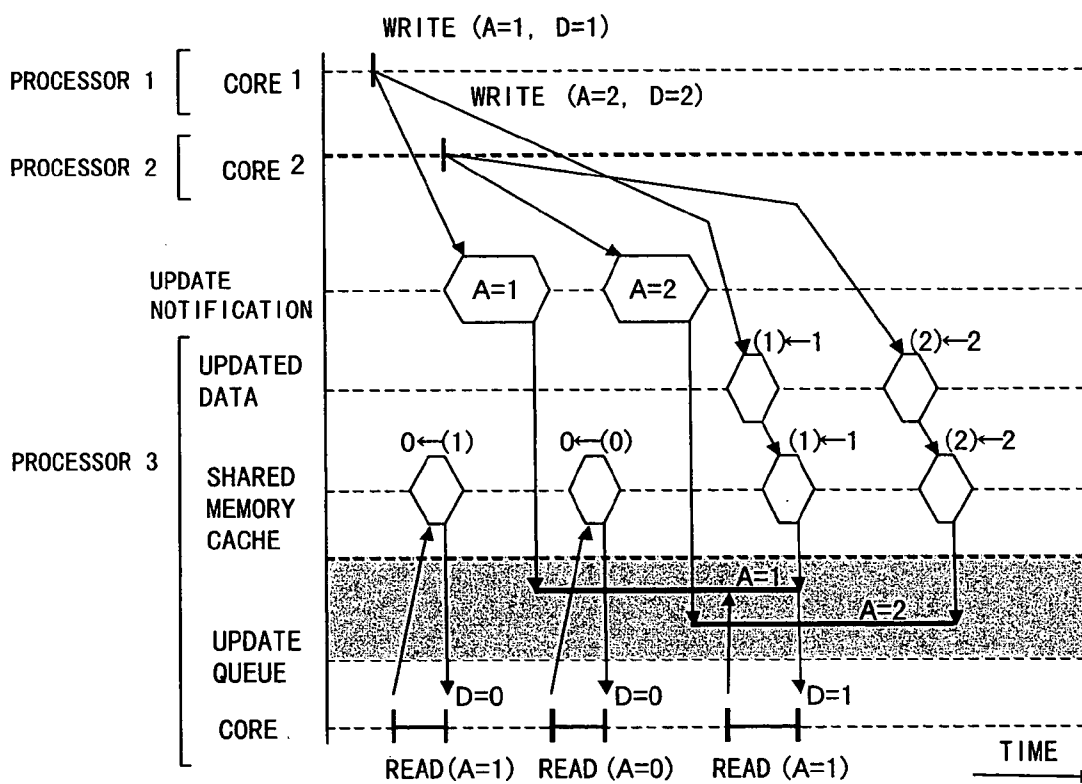 WRITE (A=1, D=1)
PROCESSOR 1
CORE 1
WRITE (A=2, D=2)
PROCESSOR 2
CORE 2
UPDATE
NOTIFICATION
A=1
A=2
PROCESSOR 3
UPDATED
DATA
(1)←1
(2)←2
SHARED
MEMORY
CACHE
0←(1)
0←(0)
(1)←1
(2)←2
A=1
A=2
UPDATE
QUEUE
D=0
D=0
D=1
CORE
READ(A=1)
READ(A=0)
READ(A=1)
TIME